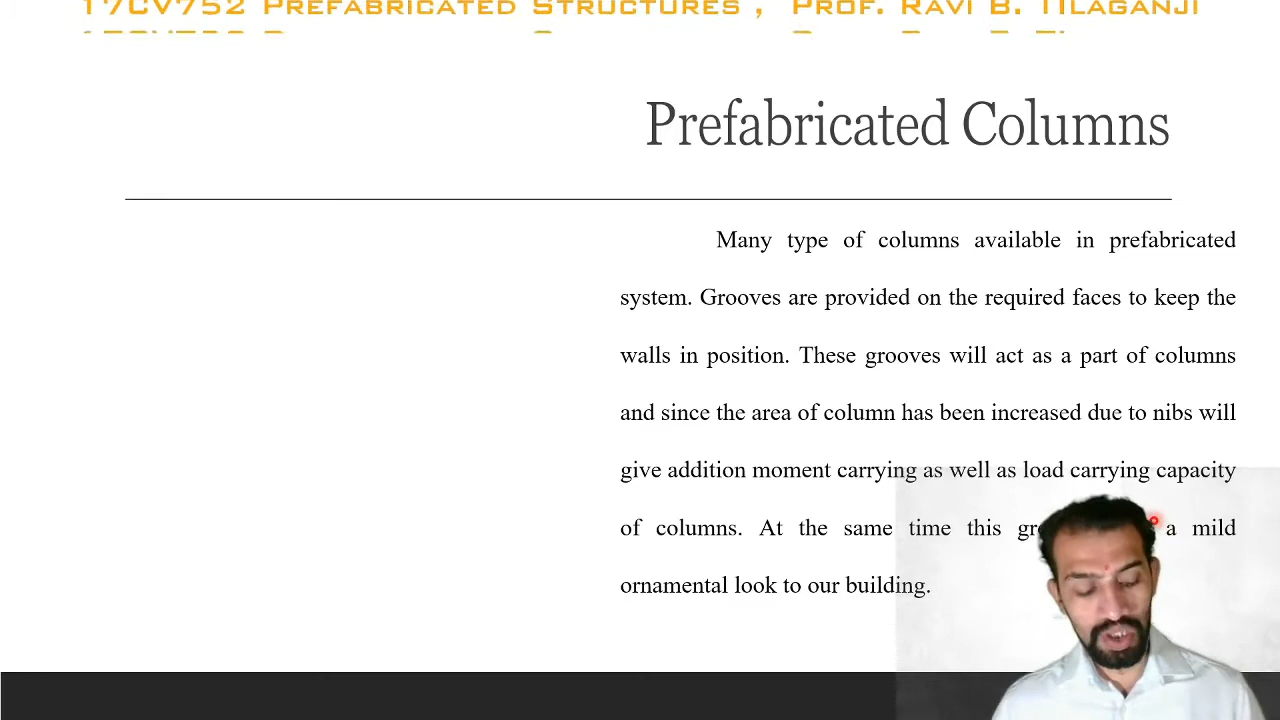 17CV752 PREFABRICATED STRUCTURES , PROF. RAVI B. TILAGANJI
Prefabricated Columns
Many type of columns available in prefabricated
system. Grooves are provided on the required faces to keep the
walls in position. These grooves will act as a part of columns
and since the area of column has been increased due to nibs will
give addition moment carrying as well as load carrying capacity
of columns. At the same time this a mild
ornamental look to our building.